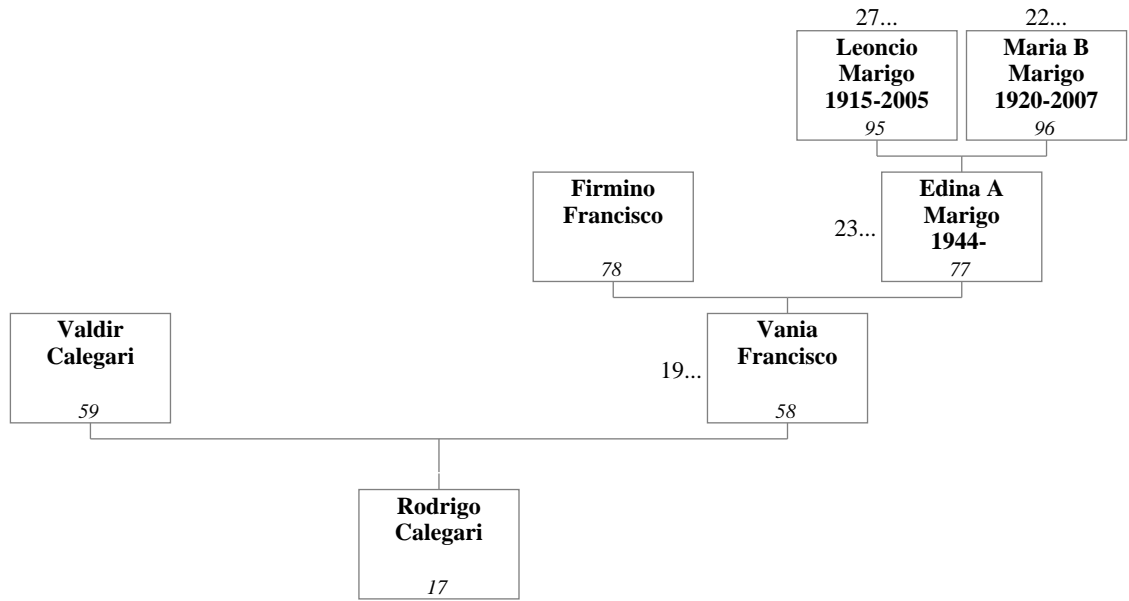 27...
22...
Leoncio
Marigo
1915-2005
95
Maria B
Marigo
1920-2007
96
Firmino
Francisco
78
23...
Edina A
Marigo
1944-
77
Valdir
Calegari
59
19...
Vania
Francisco
58
Rodrigo
Calegari
17